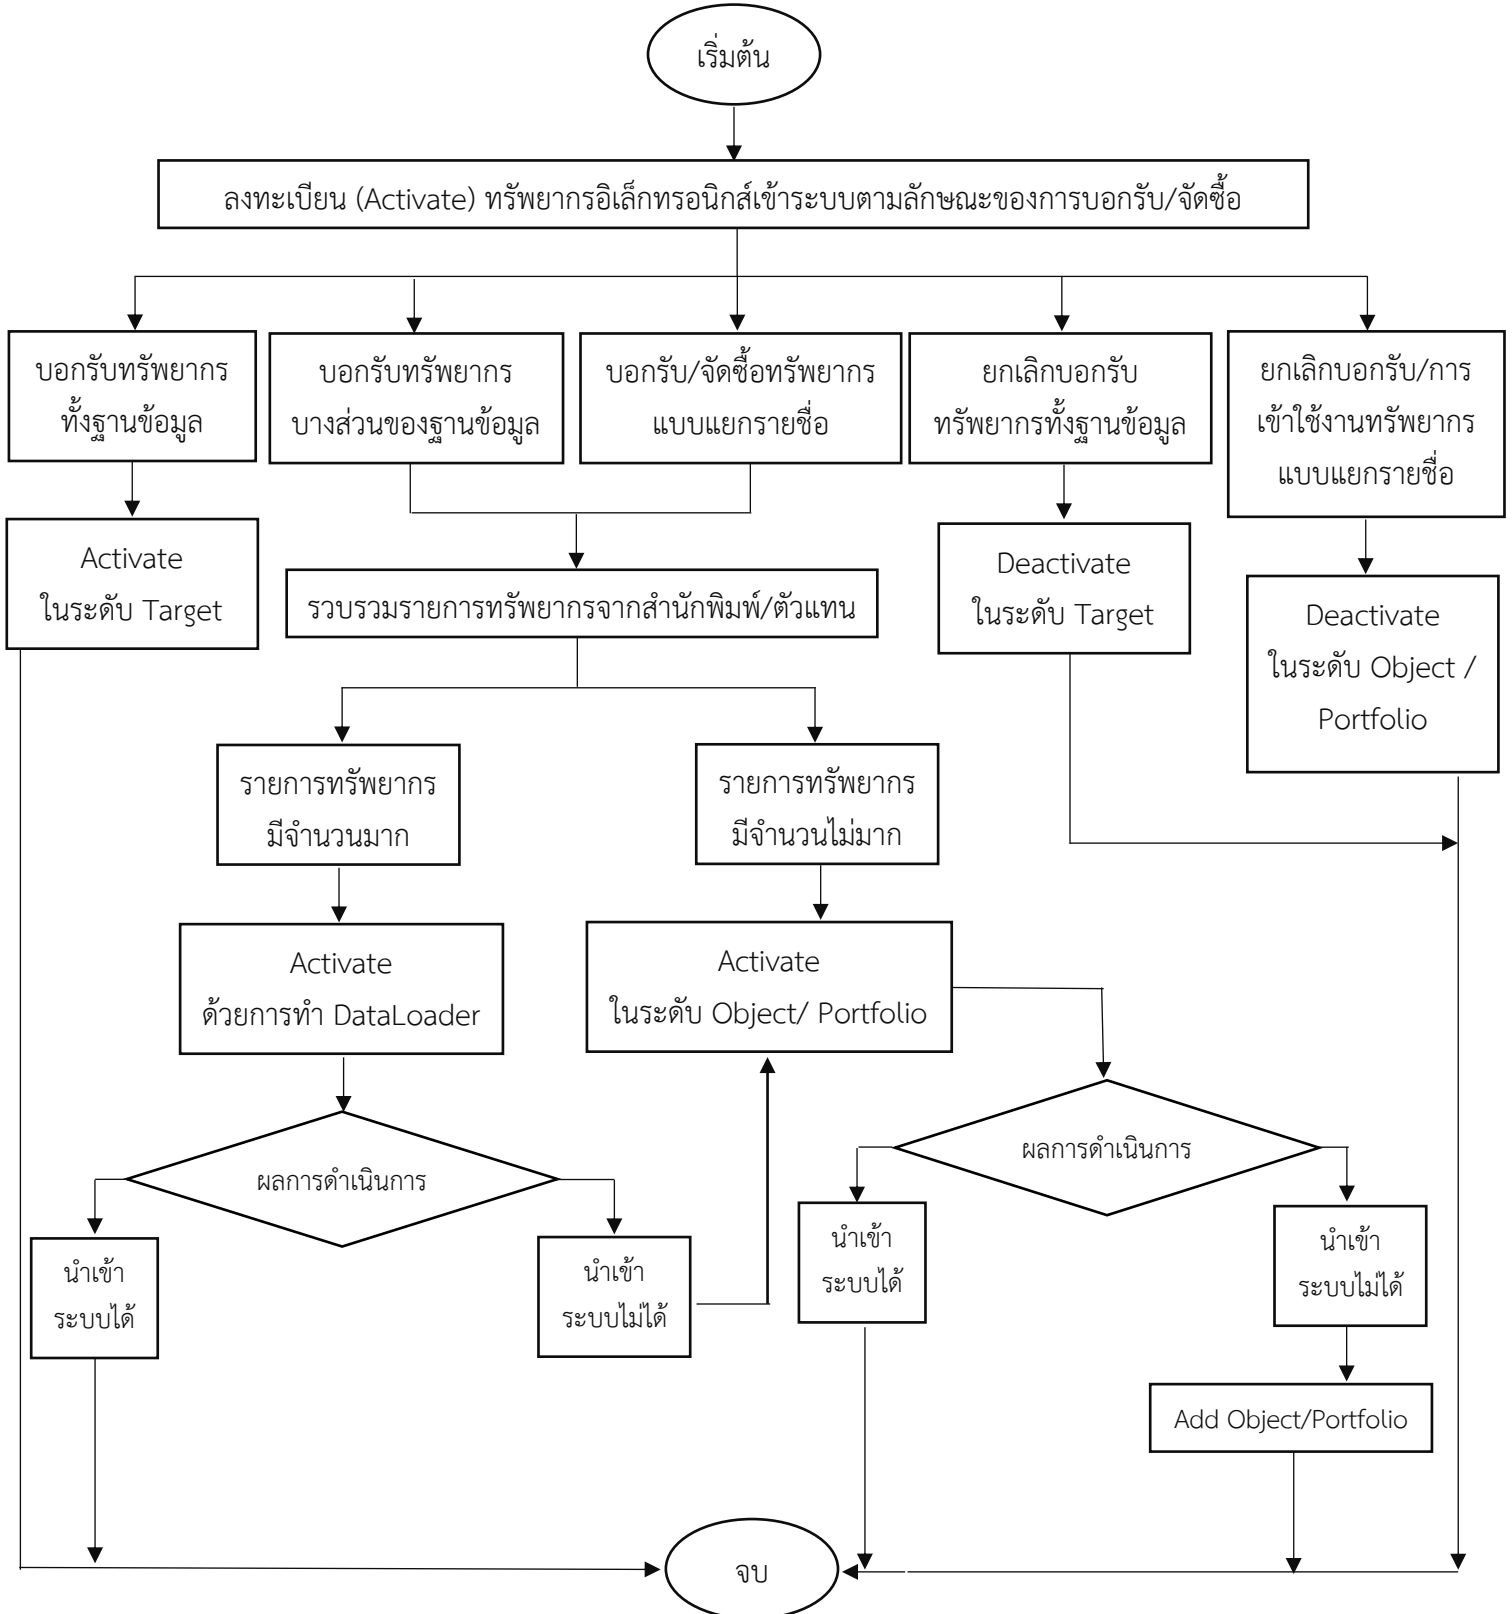 เริ่มต้น
ลงทะเบียน (Activate) ทรัพยากรอิเล็กทรอนิกส์เข้าระบบตามลักษณะของการบอกรับ/จัดซื้อ
บอกรับทรัพยากร
ทั้งฐานข้อมูล
บอกรับทรัพยากร
บางส่วนของฐานข้อมูล
บอกรับ/จัดซื้อทรัพยากร
แบบแยกรายชื่อ
ยกเลิกบอกรับ
ทรัพยากรทั้งฐานข้อมูล
ยกเลิกบอกรับ/การ
เข้าใช้งานทรัพยากร
แบบแยกรายชื่อ
Activate
ในระดับ Target
รวบรวมรายการทรัพยากรจากสำนักพิมพ์/ตัวแทน
Deactivate
ในระดับ Target
Deactivate
ในระดับ Object /
Portfolio
รายการทรัพยากร
มีจำนวนมาก
รายการทรัพยากร
มีจำนวนไม่มาก
Activate
ด้วยการทำ DataLoader
Activate
ในระดับ Object/ Portfolio
ผลการดำเนินการ
ผลการดำเนินการ
นำเข้า
ระบบได้
นำเข้า
ระบบไม่ได้
นำเข้า
ระบบได้
นำเข้า
ระบบไม่ได้
Add Object/Portfolio
จบ